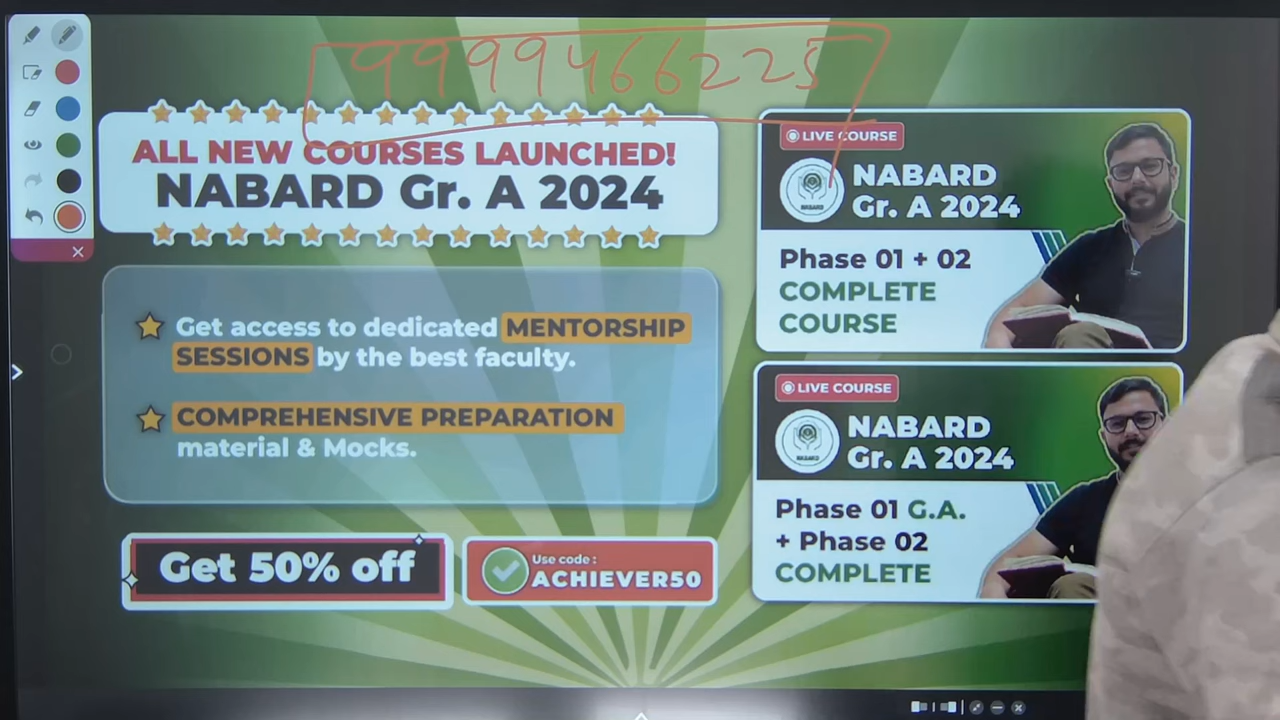 9999466225
ALL NEW COURSES LAUNCHED!
NABARD Gr. A 2024
Get access to dedicated MENTORSHIP
SESSIONS by the best faculty.
COMPREHENSIVE PREPARATION
material & Mocks.
Get 50% off
Use code :
ACHIEVER50
LIVE COURSE
NABARD
Gr. A 2024
Phase 01 + 02
COMPLETE
COURSE
LIVE COURSE
NABARD
Gr. A 2024
Phase 01 G.A.
+ Phase 02
COMPLETE